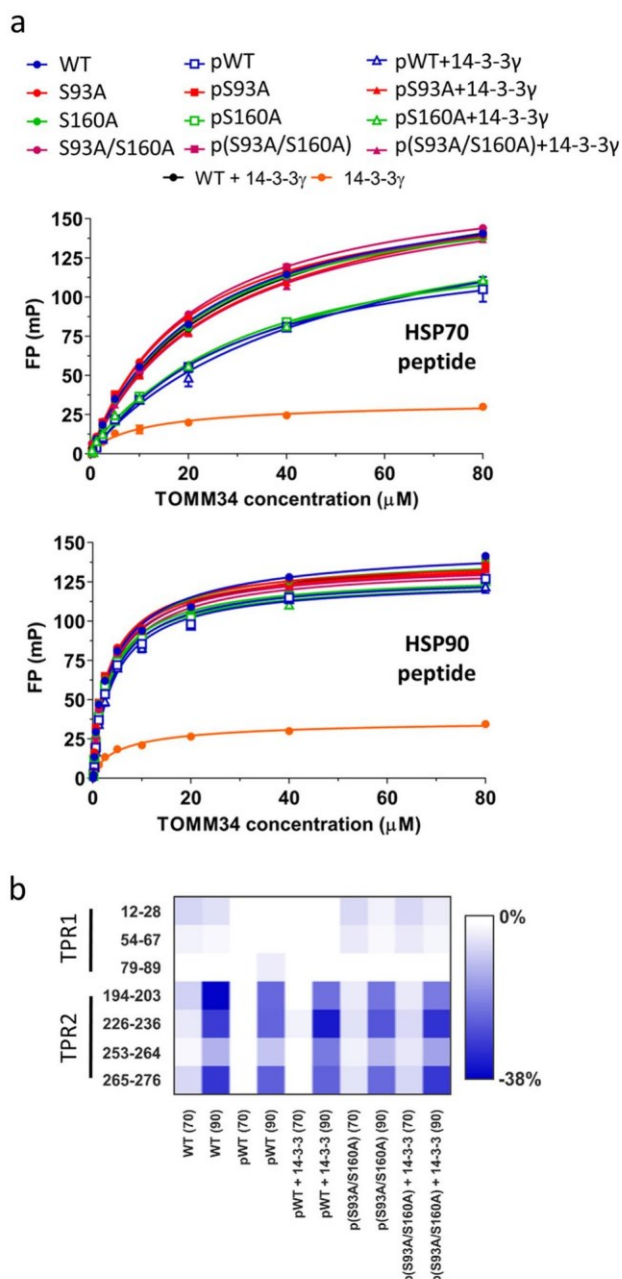 a
WT pWT pWT+14-3-3γ
S93A pS93A pS93A+14-3-3γ
S160A pS160A pS160A+14-3-3γ
S93A/S160A p(S93A/S160A) p(S93A/S160A)+14-3-3γ
WT + 14-3-3γ 14-3-3γ
150
125
100
75
50
25
0
FP (mP)
HSP70
peptide
0 20 40 60 80
TOMM34 concentration (μM)
150
125
100
75
50
25
0
FP (mP)
HSP90
peptide
0 20 40 60 80
TOMM34 concentration (μM)
b
TPR1
12-28
54-67
79-89
TPR2
194-203
226-236
253-264
265-276
0%
-38%
WT (70)
WT (90)
pWT (70)
pWT (90)
pWT + 14-3-3 (70)
pWT + 14-3-3 (90)
p(S93A/S160A) (70)
p(S93A/S160A) (90)
p(S93A/S160A) + 14-3-3 (70)
p(S93A/S160A) + 14-3-3 (90)